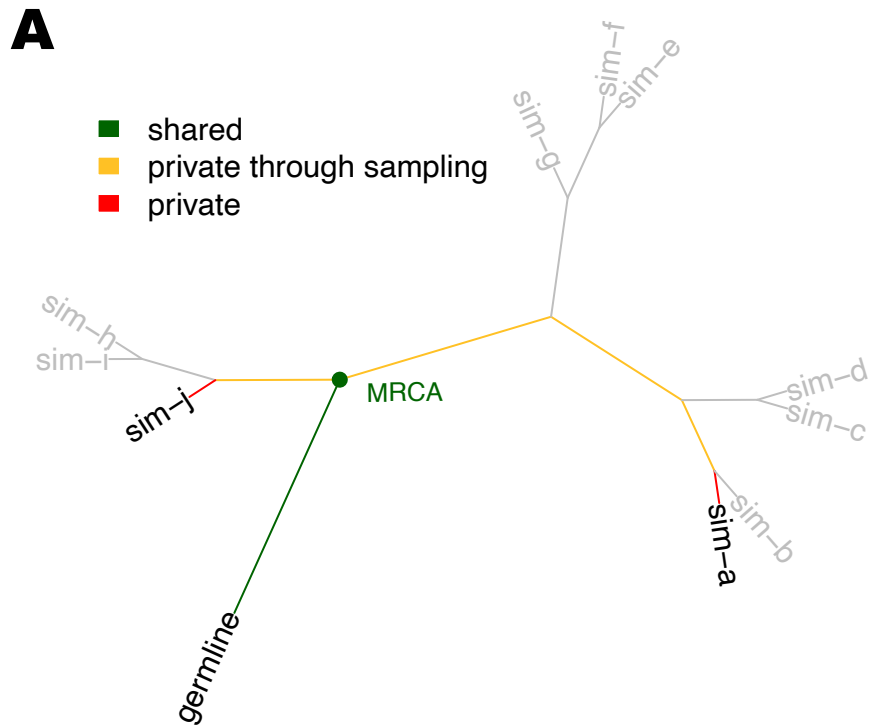 A
shared
private through sampling
private
sim–f
sim–e
sim–g
sim–h
sim–i
sim–j
MRCA
sim–d
sim–c
sim–b
sim–a
germline